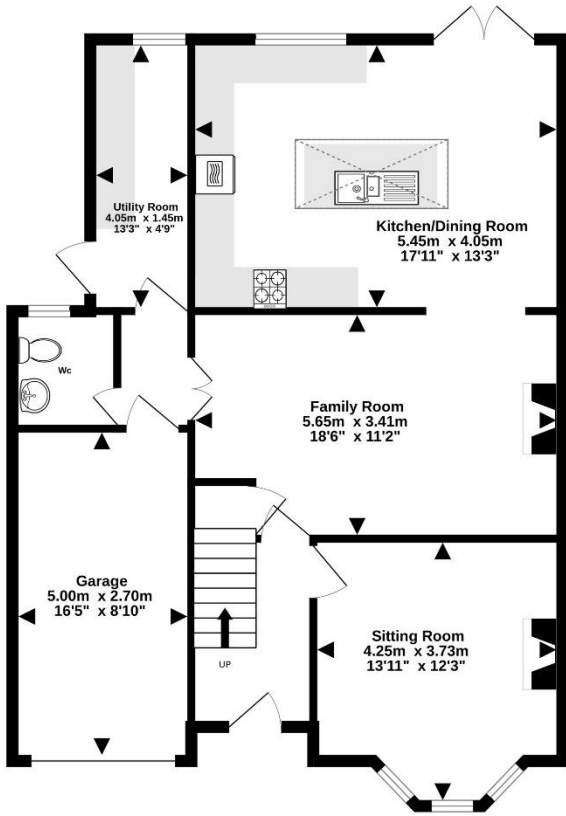 Utility Room
4.05m x 1.45m
13'3" x 4'9"
Kitchen/Dining Room
5.45m x 4.05m
17'11" x 13'3"
Wc
Family Room
5.65m x 3.41m
18'6" x 11'2"
Garage
5.00m x 2.70m
16'5" x 8'10"
Sitting Room
4.25m x 3.73m
13'11" x 12'3"
UP